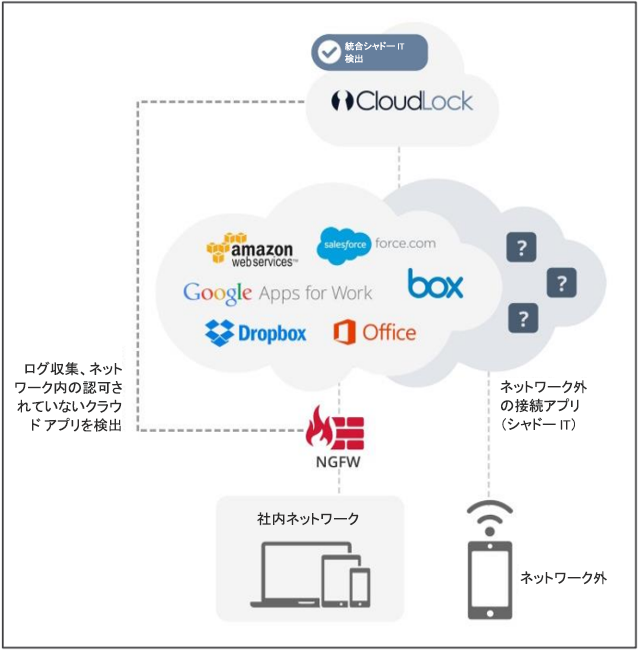 統合シャドー IT
検出
CloudLock
amazon
webservices™
salesforce
force.com
Google Apps for Work
box
Dropbox
Office
?
?
?
ログ収集、ネット
ワーク内の認可さ
れていないクラウ
ド アプリを検出
ネットワーク外
の接続アプリ
（シャドー IT）
NGFW
社内ネットワーク
ネットワーク外